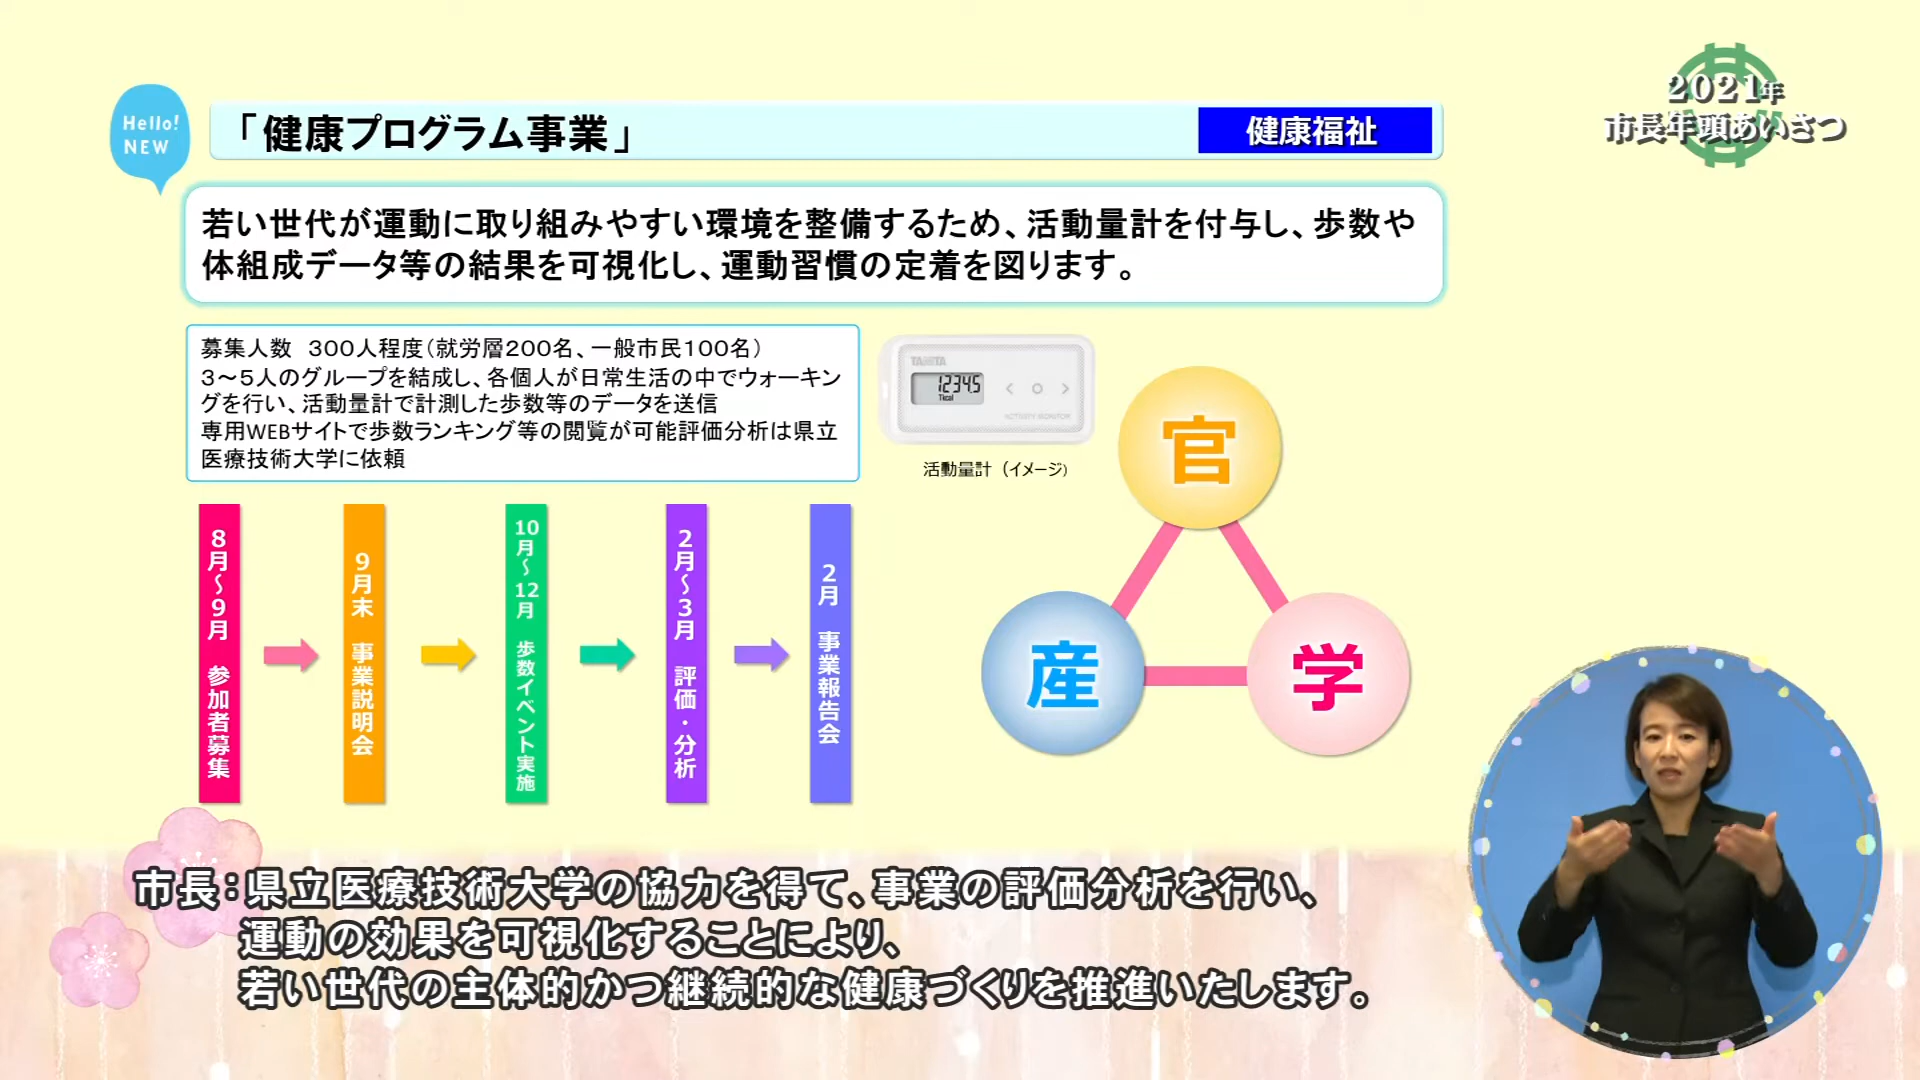 Hello!
NEW
「健康プログラム事業」
健康福祉
2021年
市長年頭あいさつ
若い世代が運動に取り組みやすい環境を整備するため、活動量計を付与し、歩数や
体組成データ等の結果を可視化し、運動習慣の定着を図ります。
募集人数　300人程度（就労層200名、一般市民100名）
3～5人のグループを結成し、各個人が日常生活の中でウォーキン
グを行い、活動量計で計測した歩数等のデータを送信
専用WEBサイトで歩数ランキング等の閲覧が可能評価分析は県立
医療技術大学に依頼
TANITA
12345
Tkcal
ACTIVITY MONITOR
活動量計（イメージ）
官
産
学
8月～9月　参加者募集
9月末　事業説明会
10月～12月　歩数イベント実施
2月～3月　評価・分析
2月　事業報告会
市長：県立医療技術大学の協力を得て、事業の評価分析を行い、
運動の効果を可視化することにより、
若い世代の主体的かつ継続的な健康づくりを推進いたします。